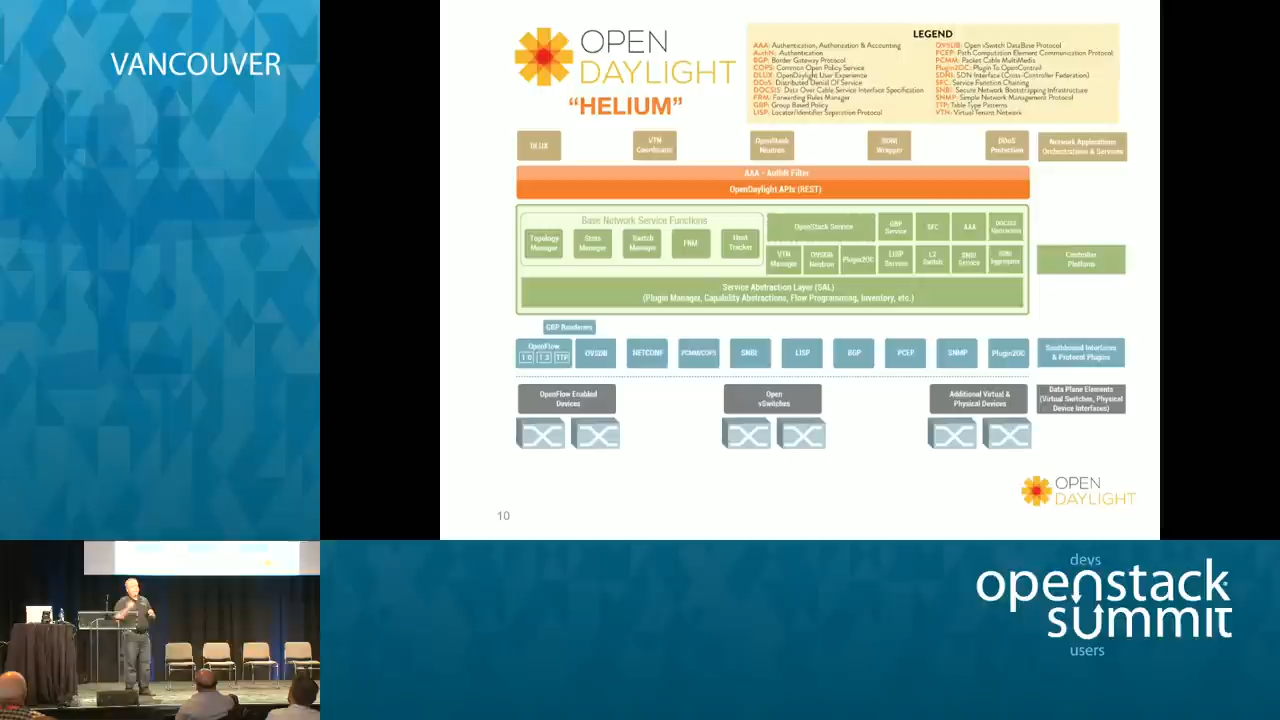 VANCOUVER
OPEN
DAYLIGHT
"HELIUM"
LEGEND
AAA: Authentication, Authorization & Accounting
AuthN: Authentication
BGP: Border Gateway Protocol
COPS: Common Open Policy Service
DLUX: OpenDaylight User Experience
DDoS: Distributed Denial Of Service
DOCSIS: Data Over Cable Service Interface Specification
FRM: Forwarding Rules Manager
GBP: Group Based Policy
LISP: Locator/Identifier Separation Protocol
OVSDB: Open vSwitch DataBase Protocol
PCEP: Path Computation Element Communication Protocol
PCMM: Packet Cable MultiMedia
Plugin2OC: Plugin To OpenContrail
SDNI: SDN Interface (Cross-Controller Federation)
SFC: Service Function Chaining
SNBI: Secure Network Bootstrapping Infrastructure
SNMP: Simple Network Management Protocol
TTP: Table Type Patterns
VTN: Virtual Tenant Network
DLUX
VTN
Coordinator
OpenStack
Neutron
SDNI
Wrapper
DDoS
Protection
Network Applications
Orchestrations & Services
AAA - AuthN Filter
OpenDaylight APIs (REST)
Base Network Service Functions
Topology
Manager
Stats
Manager
Switch
Manager
FRM
Host
Tracker
OpenStack Service
GBP
Service
SFC
AAA
DOCSIS
VTN
Manager
OVSDB
Neutron
Plugin2OC
LISP
Service
L2
Switch
SNBI
Service
SDNI
Aggregator
Controller
Platform
Service Abstraction Layer (SAL)
(Plugin Manager, Capability Abstractions, Flow Programming, Inventory, etc.)
GBP Renderers
OpenFlow
1.0 1.3 TTP
OVSDB
NETCONF
PCMM/COPS
SNBI
LISP
BGP
PCEP
SNMP
Plugin2OC
Southbound Interfaces
& Protocol Plugins
OpenFlow Enabled
Devices
Open
vSwitches
Additional Virtual &
Physical Devices
Data Plane Elements
(Virtual Switches, Physical
Device Interfaces)
OPEN
DAYLIGHT
10
devs
openstack
summit
users